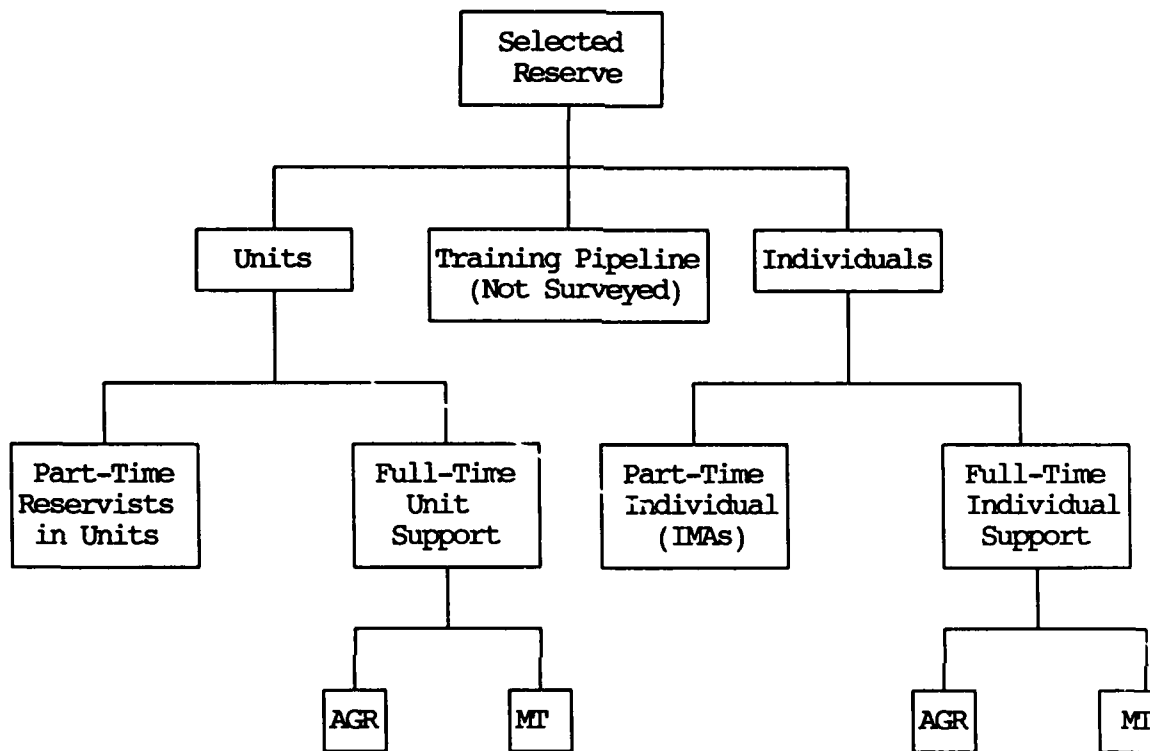 Selected
Reserve
Units
Training Pipeline
(Not Surveyed)
Individuals
Part-Time
Reservists
in Units
Full-Time
Unit
Support
Part-Time
Individual
(IMAs)
Full-Time
Individual
Support
AGR
MT
AGR
MT